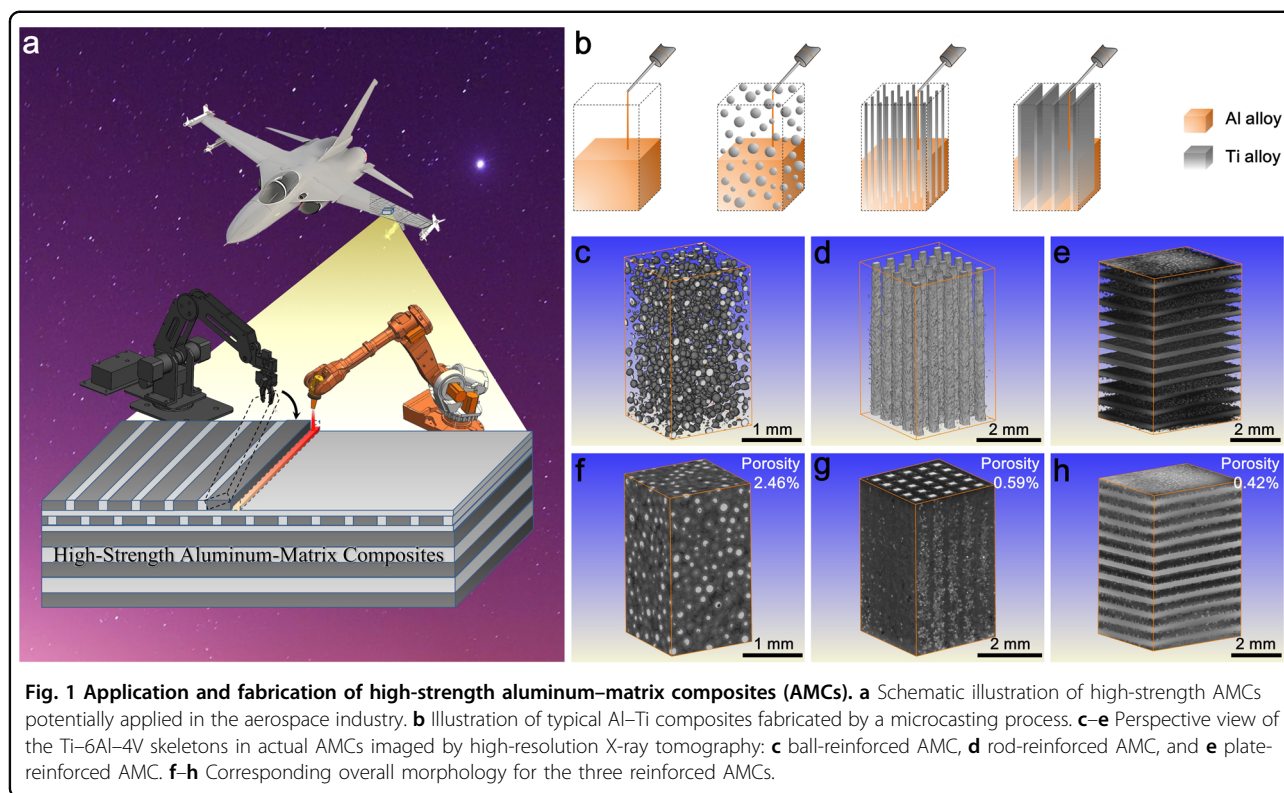 a
High-Strength Aluminum-Matrix Composites
b
Al alloy
Ti alloy
c
1 mm
d
2 mm
e
2 mm
f
Porosity
2.46%
1 mm
g
Porosity
0.59%
2 mm
h
Porosity
0.42%
2 mm
Fig. 1 Application and fabrication of high-strength aluminum–matrix composites (AMCs). a Schematic illustration of high-strength AMCs
potentially applied in the aerospace industry. b Illustration of typical Al–Ti composites fabricated by a microcasting process. c–e Perspective view of
the Ti–6Al–4V skeletons in actual AMCs imaged by high-resolution X-ray tomography: c ball-reinforced AMC, d rod-reinforced AMC, and e plate-
reinforced AMC. f–h Corresponding overall morphology for the three reinforced AMCs.